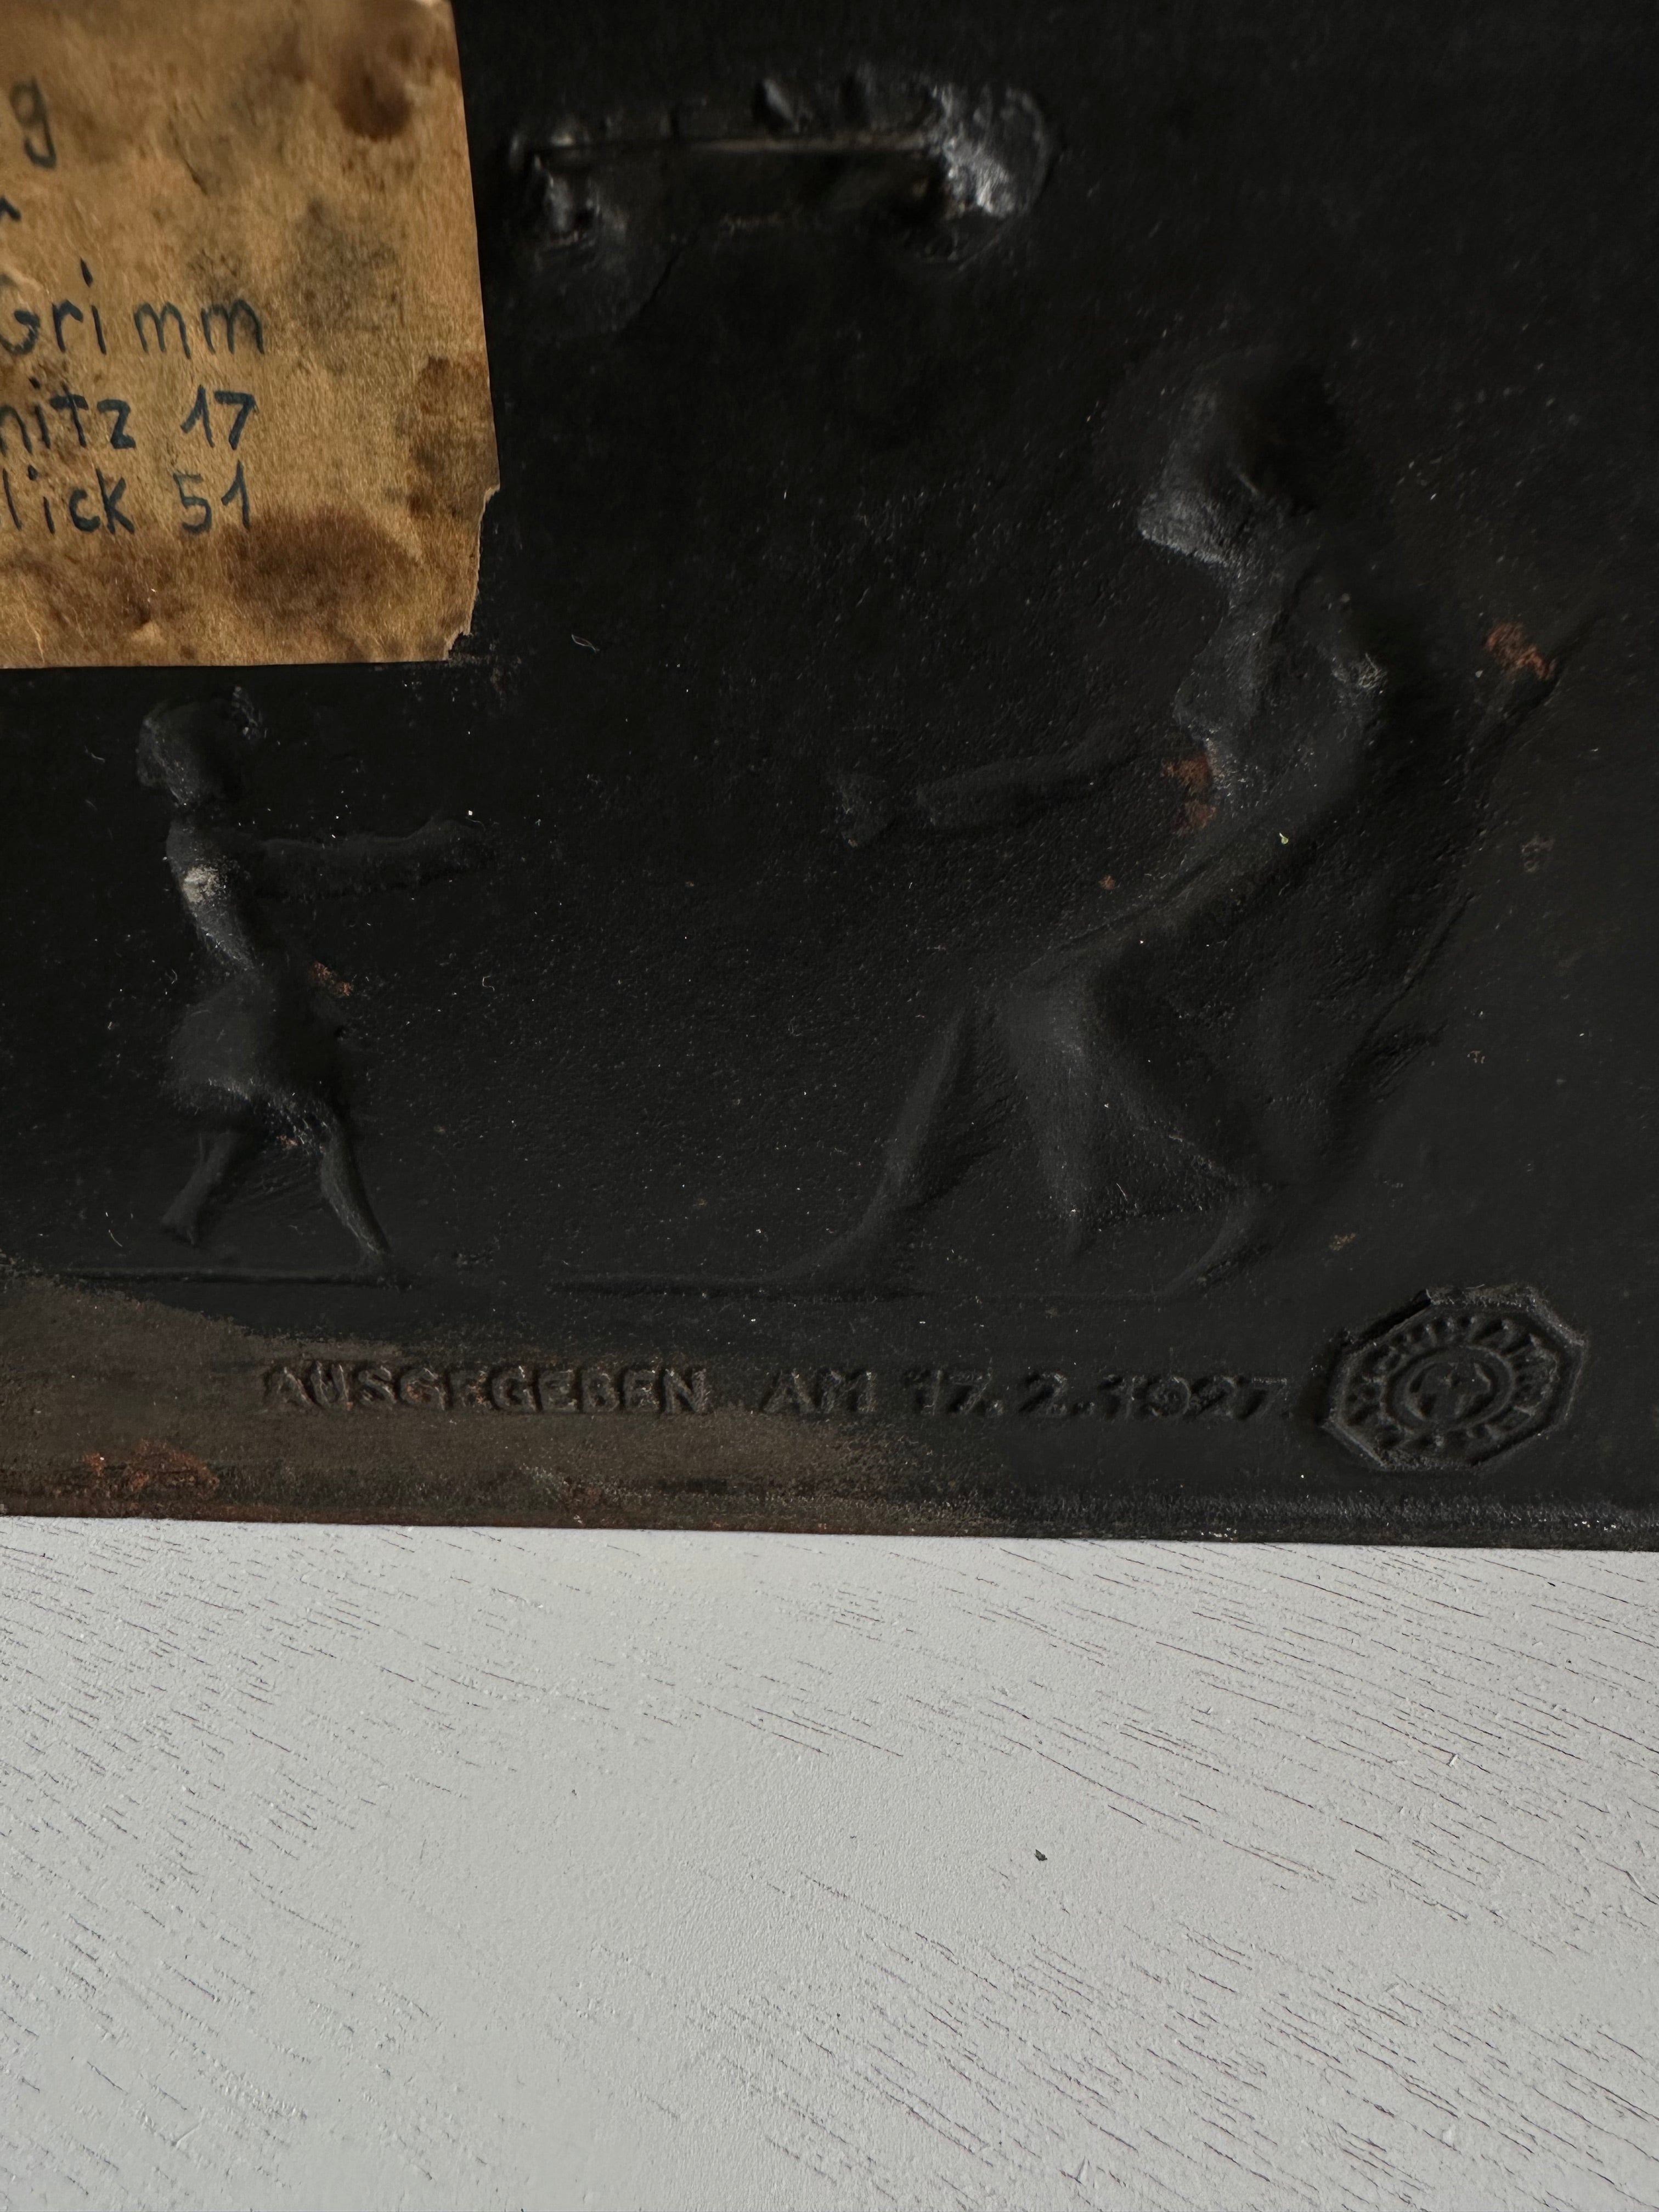 g
Grimm
nitz 17
lick 51
AUSGEGEBEN AM 17.2.1927.